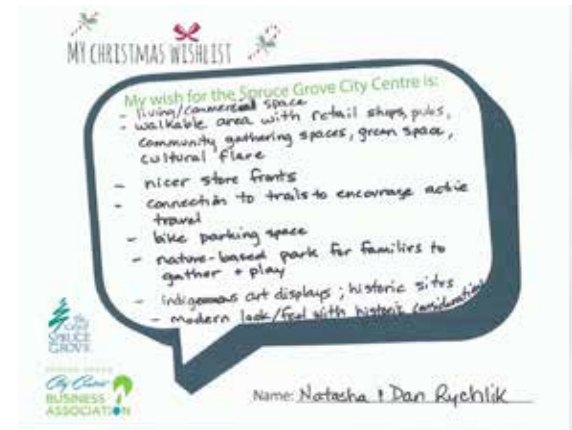 MY CHRISTMAS WISHLIST
My wish for the Spruce Grove City Centre is:
- living/commercial space
- walkable area with retail shops, pubs,
community gathering spaces, green space,
cultural flare
- nicer store fronts
- connection to trails to encourage active
travel
- bike parking space
- nature-based park for families to
gather + play
- indigenous art displays ; historic sites
- modern look/feel with historic consideration
the
City of
SPRUCE
GROVE
SPRUCE GROVE
City Centre
BUSINESS
ASSOCIATION
Name: Natasha & Dan Rychlik